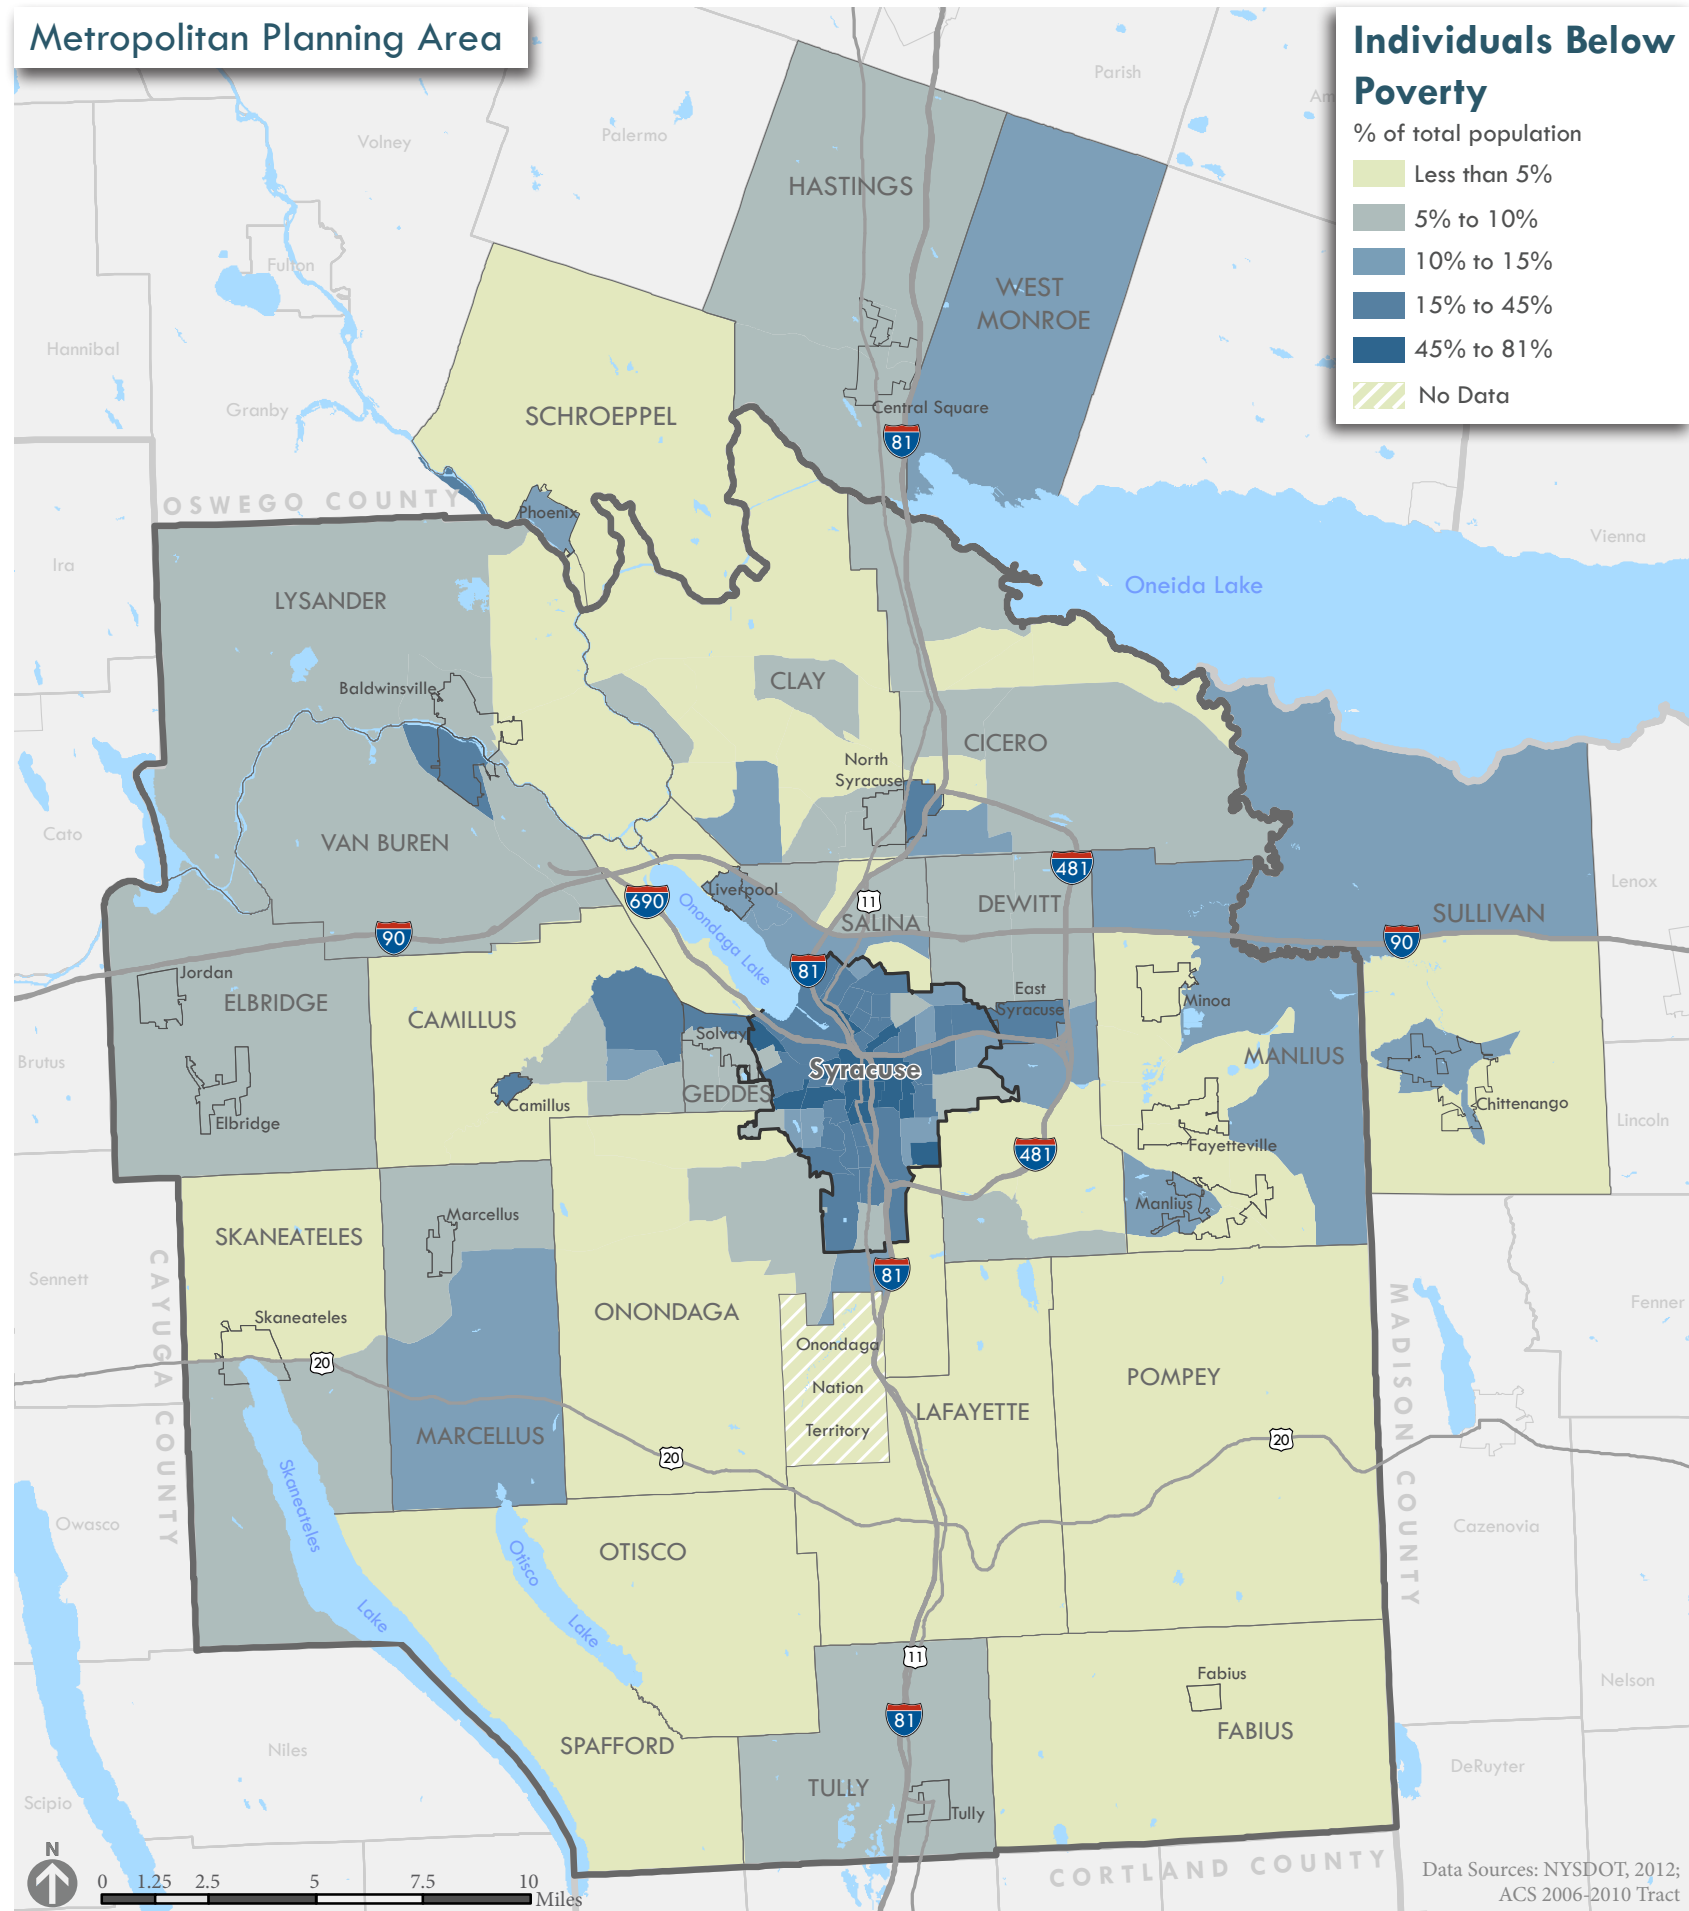 Metropolitan Planning Area
Individuals Below
Poverty
% of total population
Less than 5%
5% to 10%
10% to 15%
15% to 45%
45% to 81%
No Data
Parish
Am
Volney
Palermo
HASTINGS
Fulton
WEST
MONROE
Hannibal
Granby
Central Square
SCHROEPPEL
81
OSWEGO COUNTY
Phoenix
Vienna
Ira
Oneida Lake
LYSANDER
Baldwinsville
CLAY
CICERO
North
Syracuse
Cato
VAN BUREN
481
Liverpool
690
11
DEWITT
Lenox
SALINA
SULLIVAN
Onondaga Lake
90
90
Jordan
81
ELBRIDGE
East
Syracuse
Minoa
CAMILLUS
Solvay
MANLIUS
Brutus
Syracuse
GEDDES
Camillus
Chittenango
Elbridge
Lincoln
481
Fayetteville
Manlius
Marcellus
SKANEATELES
CAYUGA COUNTY
Sennett
81
MADISON COUNTY
Fenner
Skaneateles
ONONDAGA
Onondaga
20
Nation
POMPEY
LAFAYETTE
Territory
MARCELLUS
20
20
Skaneateles
Lake
Owasco
Cazenovia
OTISCO
Otisco
Lake
11
Fabius
Nelson
81
FABIUS
SPAFFORD
Niles
DeRuyter
TULLY
Tully
Scipio
N
0 1.25 2.5 5 7.5 10
Miles
CORTLAND COUNTY
Data Sources: NYSDOT, 2012;
ACS 2006-2010 Tract